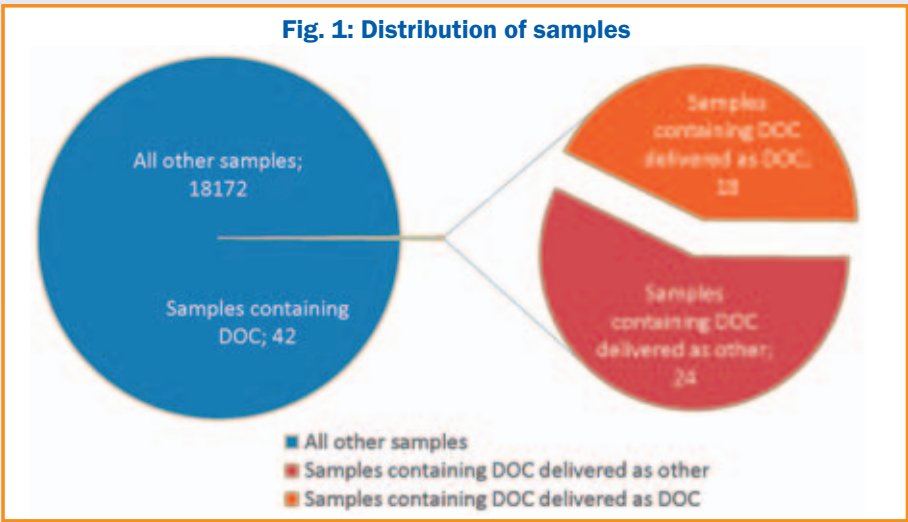 Fig. 1: Distribution of samples
All other samples;
18172
Samples containing
DOC; 42
Samples
containing DOC
delivered as DOC;
18
Samples
containing DOC
delivered as other;
24
All other samples
Samples containing DOC delivered as other
Samples containing DOC delivered as DOC